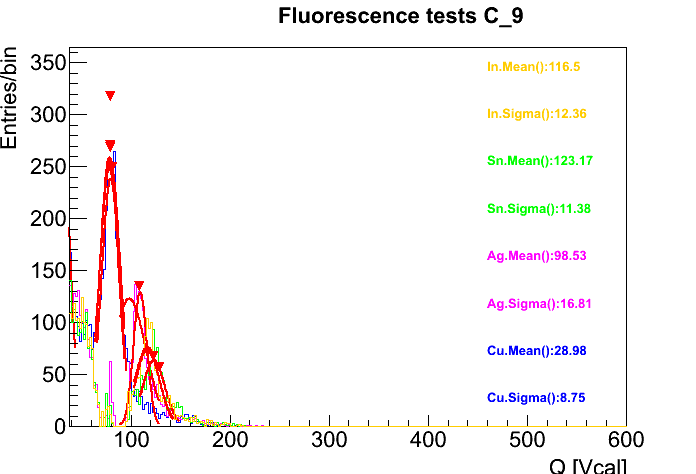 Fluorescence tests C_9
Entries/bin
350
300
250
200
150
100
50
0
In.Mean():116.5
In.Sigma():12.36
Sn.Mean():123.17
Sn.Sigma():11.38
Ag.Mean():98.53
Ag.Sigma():16.81
Cu.Mean():28.98
Cu.Sigma():8.75
100 200 300 400 500 600
Q [Vcal]